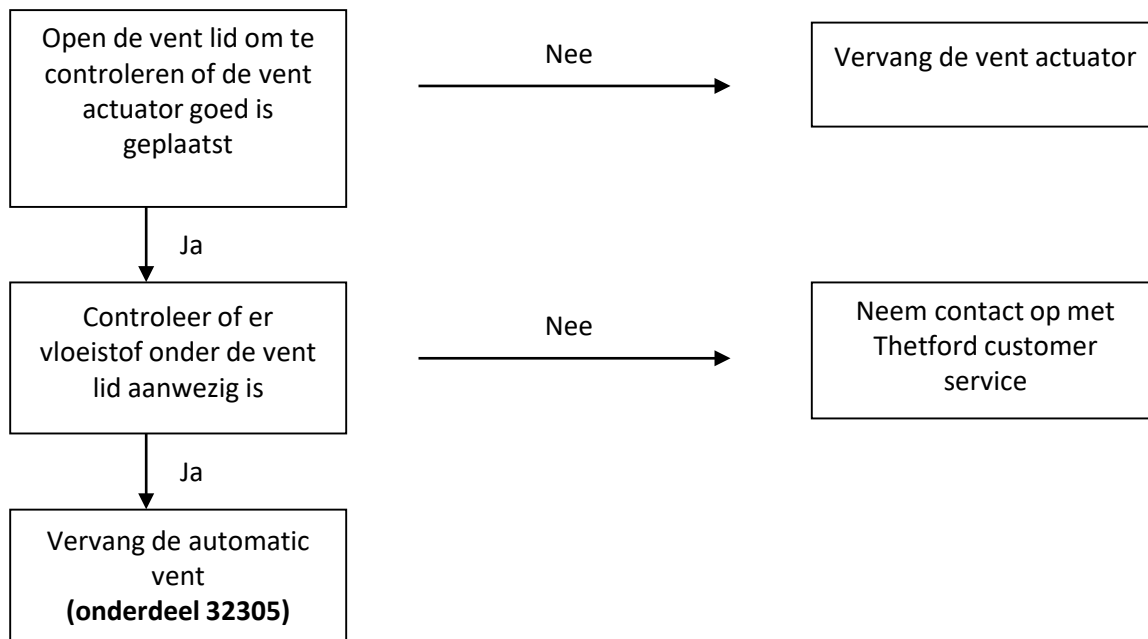 Open de vent lid om te
controleren of de vent
actuator goed is
geplaatst
Nee
Vervang de vent actuator
Ja
Controleer of er
vloeistof onder de vent
lid aanwezig is
Nee
Neem contact op met
Thetford customer
service
Ja
Vervang de automatic
vent
(onderdeel 32305)